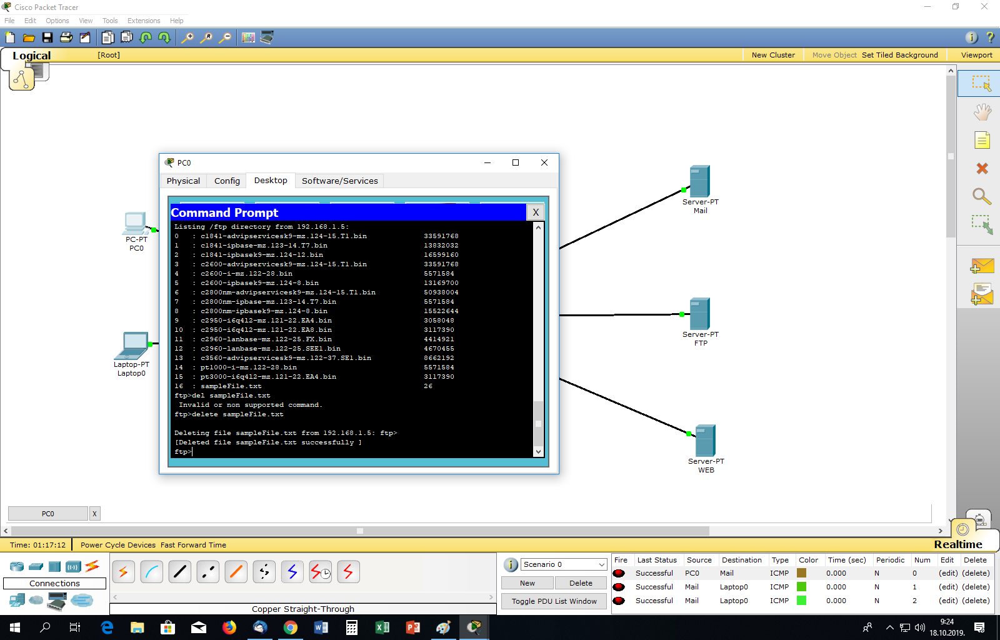 Cisco Packet Tracer
File Edit Options View Tools Extensions Help
Logical [Root] New Cluster Move Object Set Tiled Background Viewport
PC0
Physical Config Desktop Software/Services
Command Prompt X
Listing /ftp directory from 192.168.1.5:
0 : c1841-advipservicesk9-mz.124-15.T1.bin 33591768
1 : c1841-ipbase-mz.123-14.T7.bin 13832032
2 : c1841-ipbasek9-mz.124-12.bin 16599160
3 : c2600-advipservicesk9-mz.124-15.T1.bin 33591768
4 : c2600-i-mz.122-28.bin 5571584
5 : c2600-ipbasek9-mz.124-8.bin 13169700
6 : c2800nm-advipservicesk9-mz.124-15.T1.bin 50938004
7 : c2800nm-ipbase-mz.123-14.T7.bin 5571584
8 : c2800nm-ipbasek9-mz.124-8.bin 15522644
9 : c2950-i6q4l2-mz.121-22.EA4.bin 3058048
10 : c2950-i6q4l2-mz.121-22.EA8.bin 3117390
11 : c2960-lanbase-mz.122-25.FX.bin 4414921
12 : c2960-lanbase-mz.122-25.SEE1.bin 4670455
13 : c3560-advipservicesk9-mz.122-37.SE1.bin 8662192
14 : pt1000-i-mz.122-28.bin 5571584
15 : pt3000-i6q4l2-mz.121-22.EA4.bin 3117390
16 : sampleFile.txt 26
ftp>del sampleFile.txt
Invalid or non supported command.
ftp>delete sampleFile.txt
Deleting file sampleFile.txt from 192.168.1.5: ftp>
[Deleted file sampleFile.txt successfully ]
ftp>
PC-PT
PC0
Laptop-PT
Laptop0
Server-PT
Mail
Server-PT
FTP
Server-PT
WEB
PC0 X
Time: 01:17:12 Power Cycle Devices Fast Forward Time Realtime
Connections
Copper Straight-Through
Scenario 0
New Delete
Toggle PDU List Window
Fire Last Status Source Destination Type Color Time (sec) Periodic Num Edit Delete
Successful PC0 Mail ICMP 0.000 N 0 (edit) (delete)
Successful Mail Laptop0 ICMP 0.000 N 1 (edit) (delete)
Successful Mail Laptop0 ICMP 0.000 N 2 (edit) (delete)
9:24
18.10.2019.